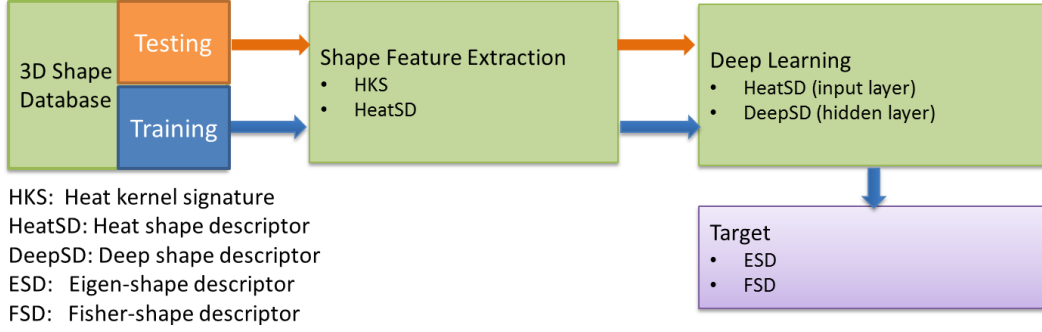 3D Shape
Database
Testing
Training
Shape Feature Extraction
• HKS
• HeatSD
Deep Learning
• HeatSD (input layer)
• DeepSD (hidden layer)
Target
• ESD
• FSD
HKS: Heat kernel signature
HeatSD: Heat shape descriptor
DeepSD: Deep shape descriptor
ESD: Eigen-shape descriptor
FSD: Fisher-shape descriptor